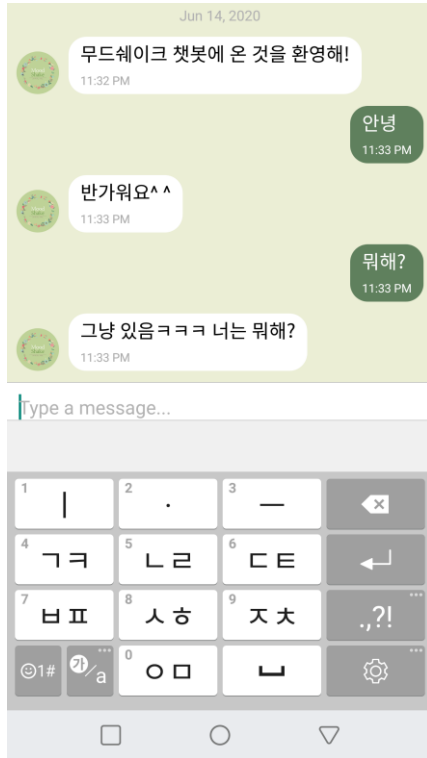 Jun 14, 2020
무드쉐이크 챗봇에 온 것을 환영해!
11:32 PM
안녕
11:33 PM
반가워요^ ^
11:33 PM
뭐해?
11:33 PM
그냥 있음ㅋㅋㅋ 너는 뭐해?
11:33 PM
Type a message...
1 ㅣ 2 · 3 ㅡ
4 ㄱㅋ 5 ㄴㄹ 6 ㄷㅌ
7 ㅂㅍ 8 ㅅㅎ 9 ㅈㅊ .,?!
☺1# 가/a 0 ㅇㅁ